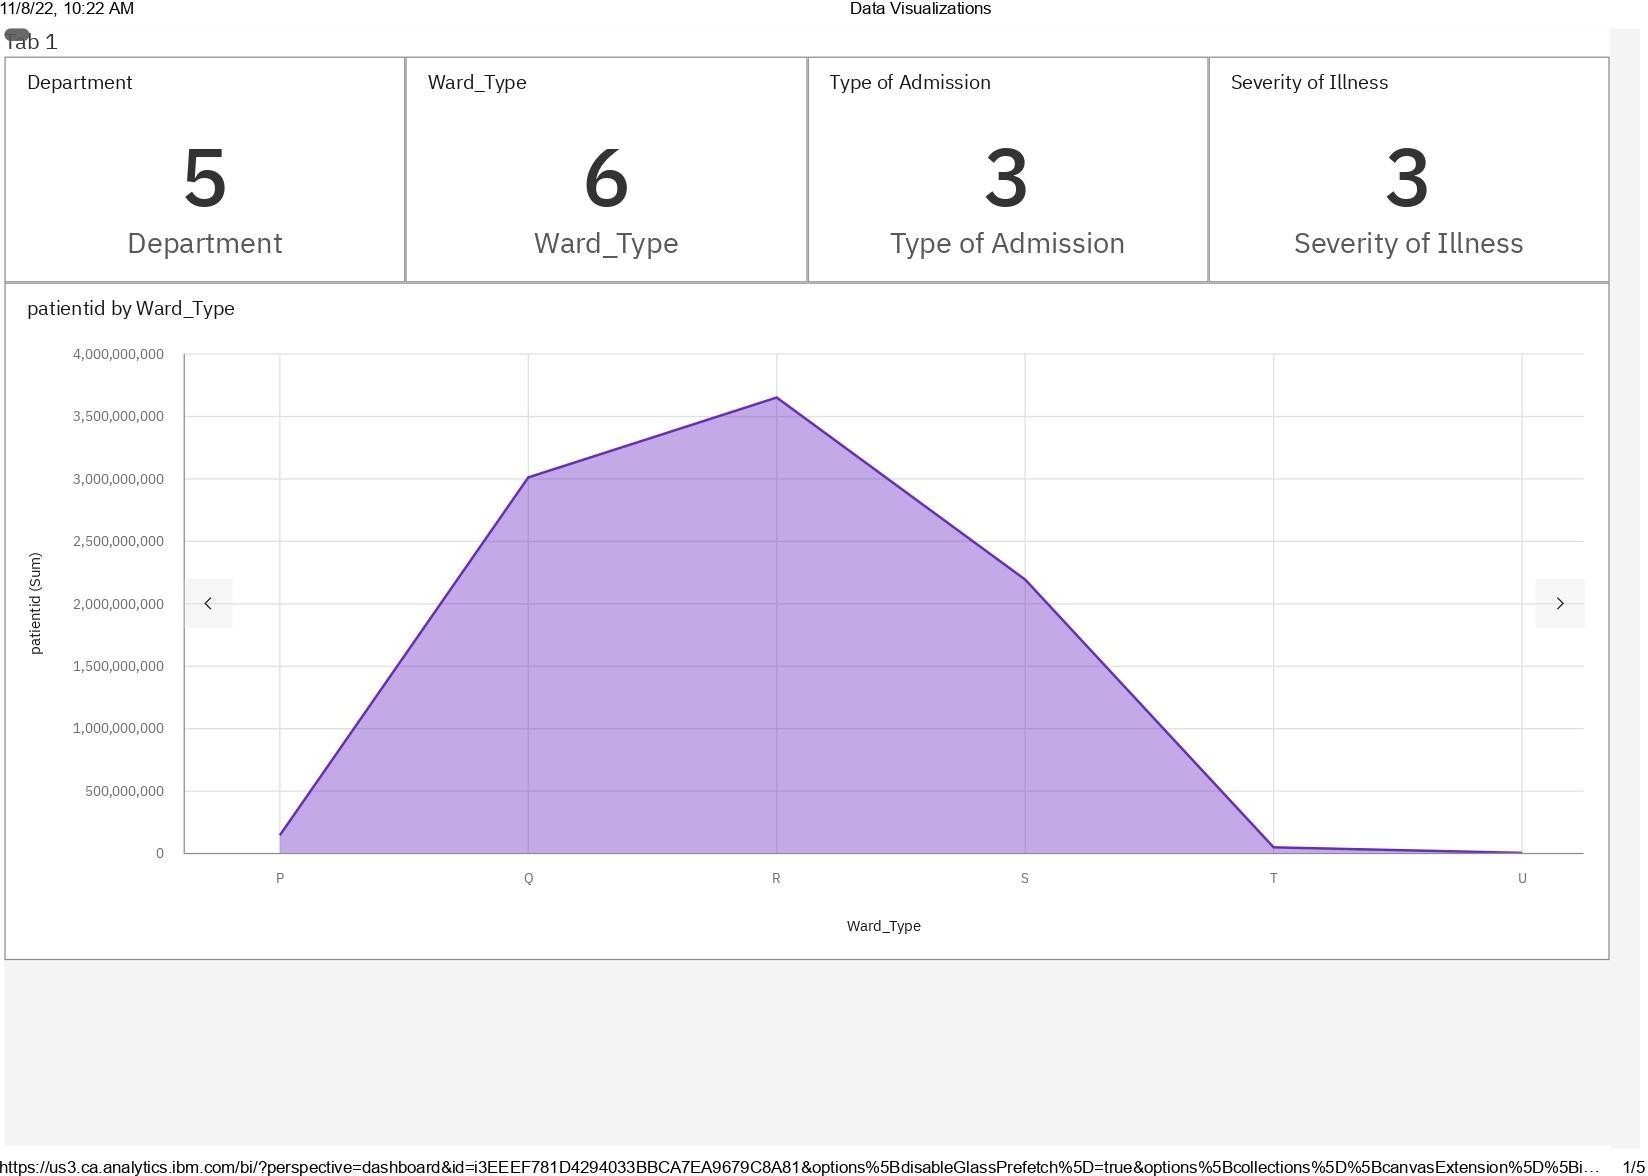 11/8/22, 10:22 AM Data Visualizations
Tab 1
Department Ward_Type Type of Admission Severity of Illness
5 6 3 3
Department Ward_Type Type of Admission Severity of Illness
patientid by Ward_Type
4,000,000,000
3,500,000,000
3,000,000,000
2,500,000,000
2,000,000,000
1,500,000,000
1,000,000,000
500,000,000
0
patientid (Sum)
P Q R S T U
Ward_Type
https://us3.ca.analytics.ibm.com/bi/?perspective=dashboard&id=i3EEEF781D4294033BBCA7EA9679C8A81&options%5BdisableGlassPrefetch%5D=true&options%5Bcollections%5D%5BcanvasExtension%5D%5Bi… 1/5